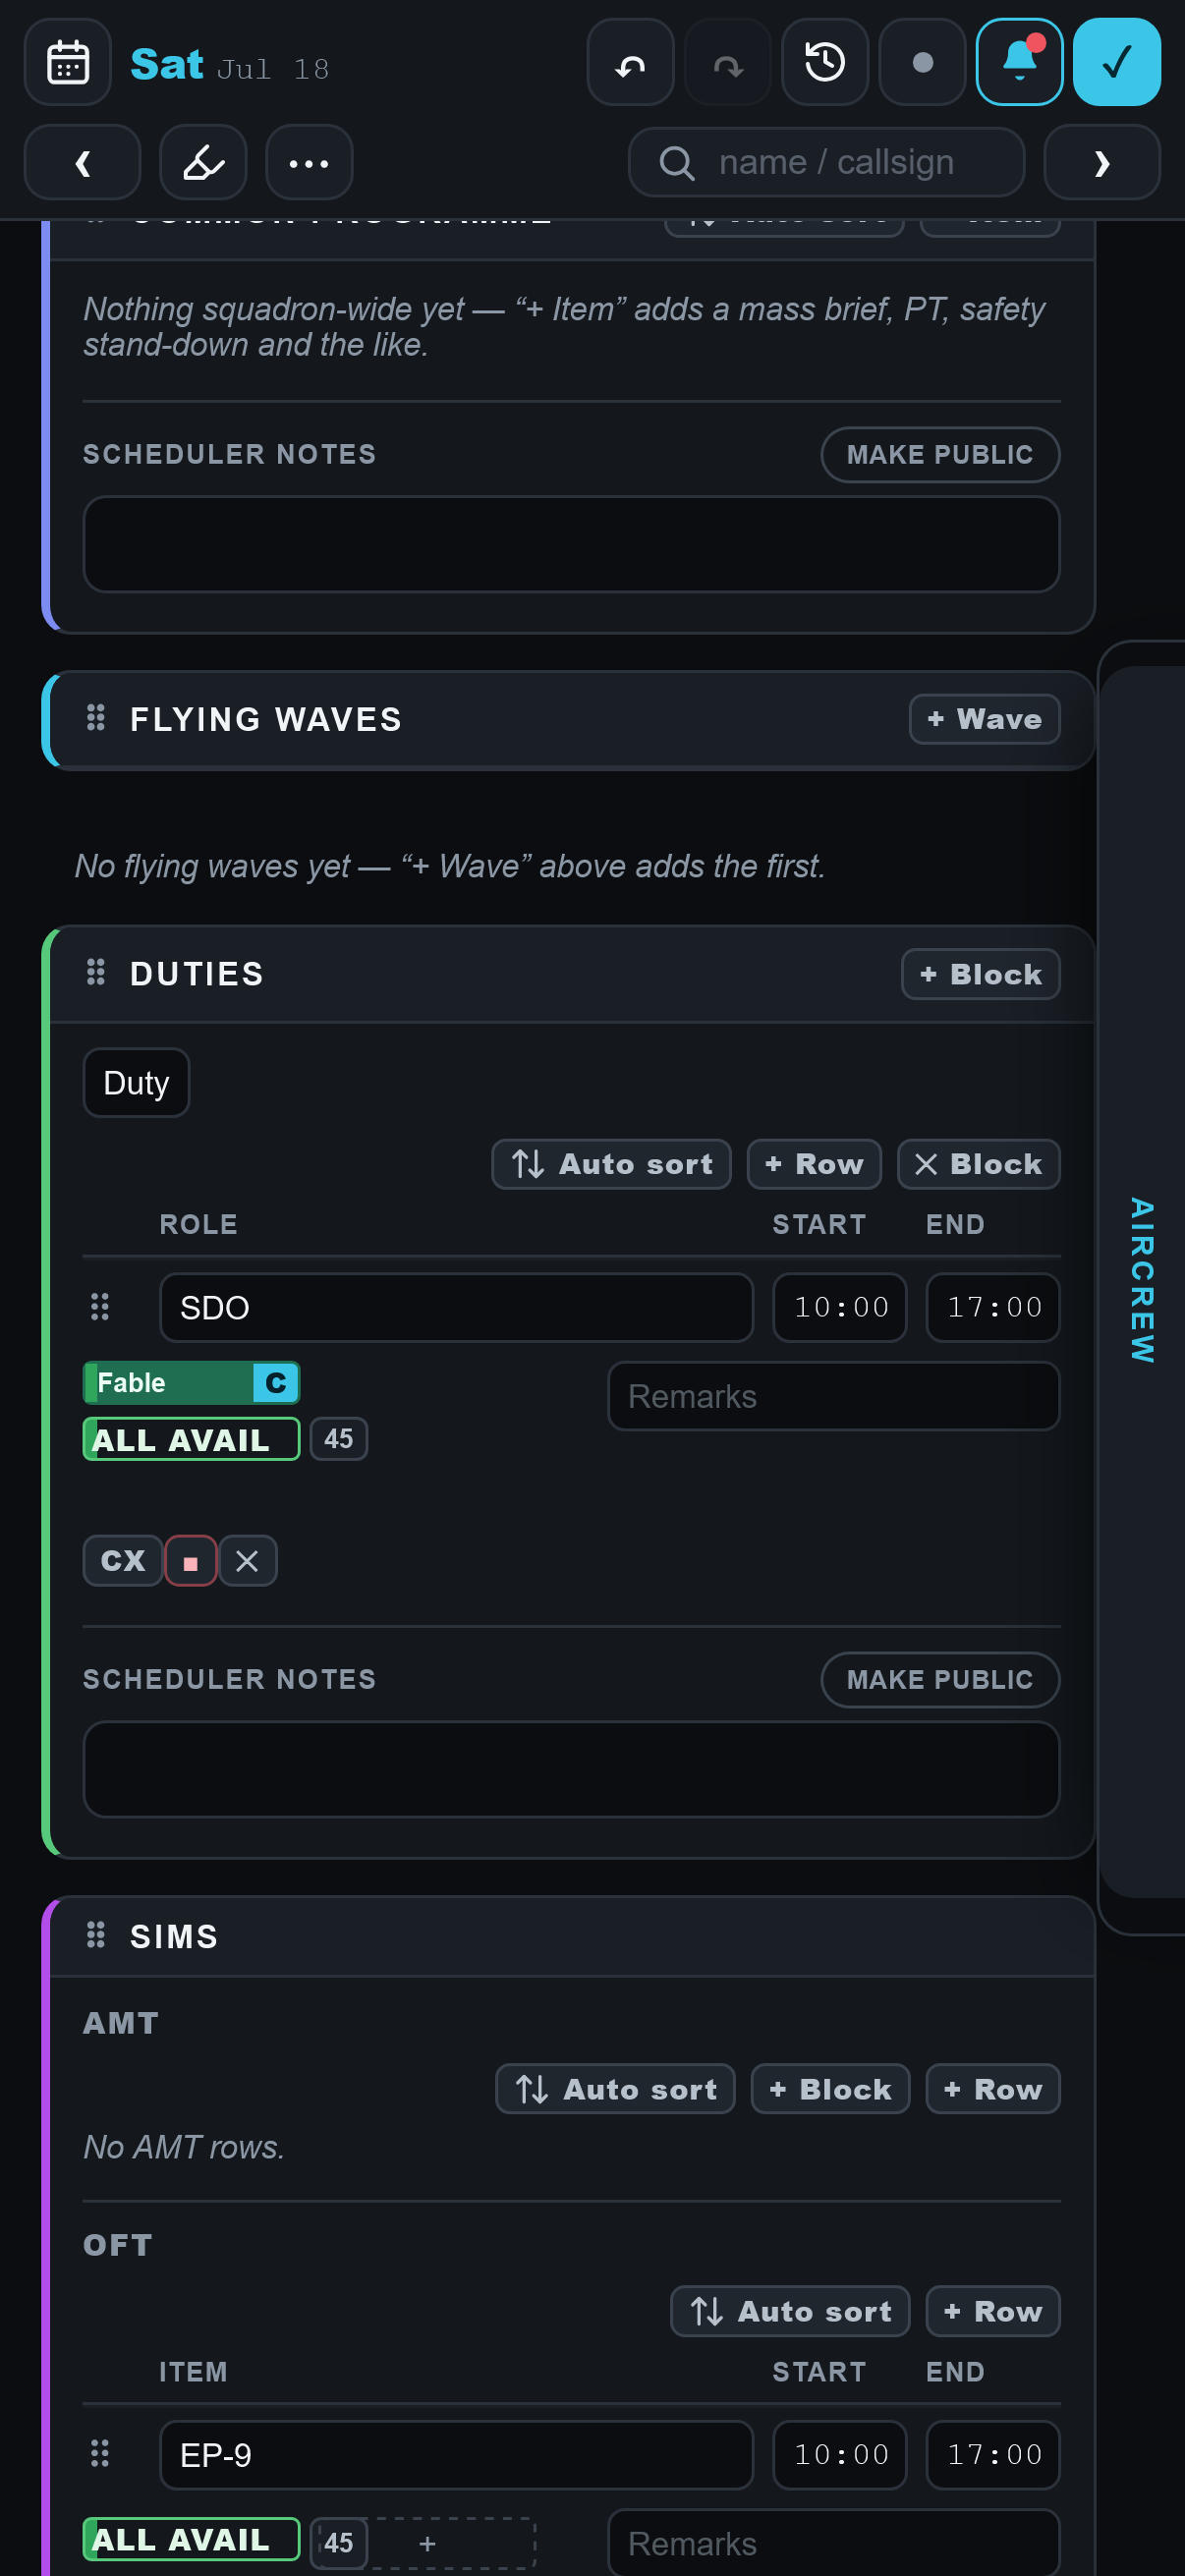 Sat Jul 18
name / callsign
COMMON PROGRAMME
Auto sort
Nothing squadron-wide yet — “+ Item” adds a mass brief, PT, safety
stand-down and the like.
SCHEDULER NOTES
MAKE PUBLIC
FLYING WAVES
+ Wave
No flying waves yet — “+ Wave” above adds the first.
DUTIES
+ Block
Duty
Auto sort
+ Row
× Block
ROLE START END
SDO 10:00 17:00
Fable C
Remarks
ALL AVAIL 45
CX
SCHEDULER NOTES
MAKE PUBLIC
AIRCREW
SIMS
AMT
Auto sort
+ Block
+ Row
No AMT rows.
OFT
Auto sort
+ Row
ITEM START END
EP-9 10:00 17:00
ALL AVAIL 45 +
Remarks